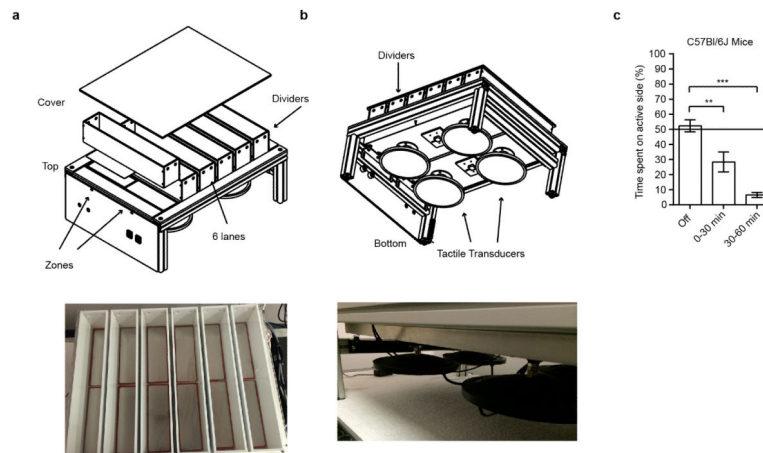 a
Cover
Dividers
Top
6 lanes
Zones
b
Dividers
Bottom
Tactile Transducers
c
C57Bl/6J Mice
Time spent on active side (%)
100
90
80
70
60
50
40
30
20
10
0
***
**
Off
0-30 min
30-60 min